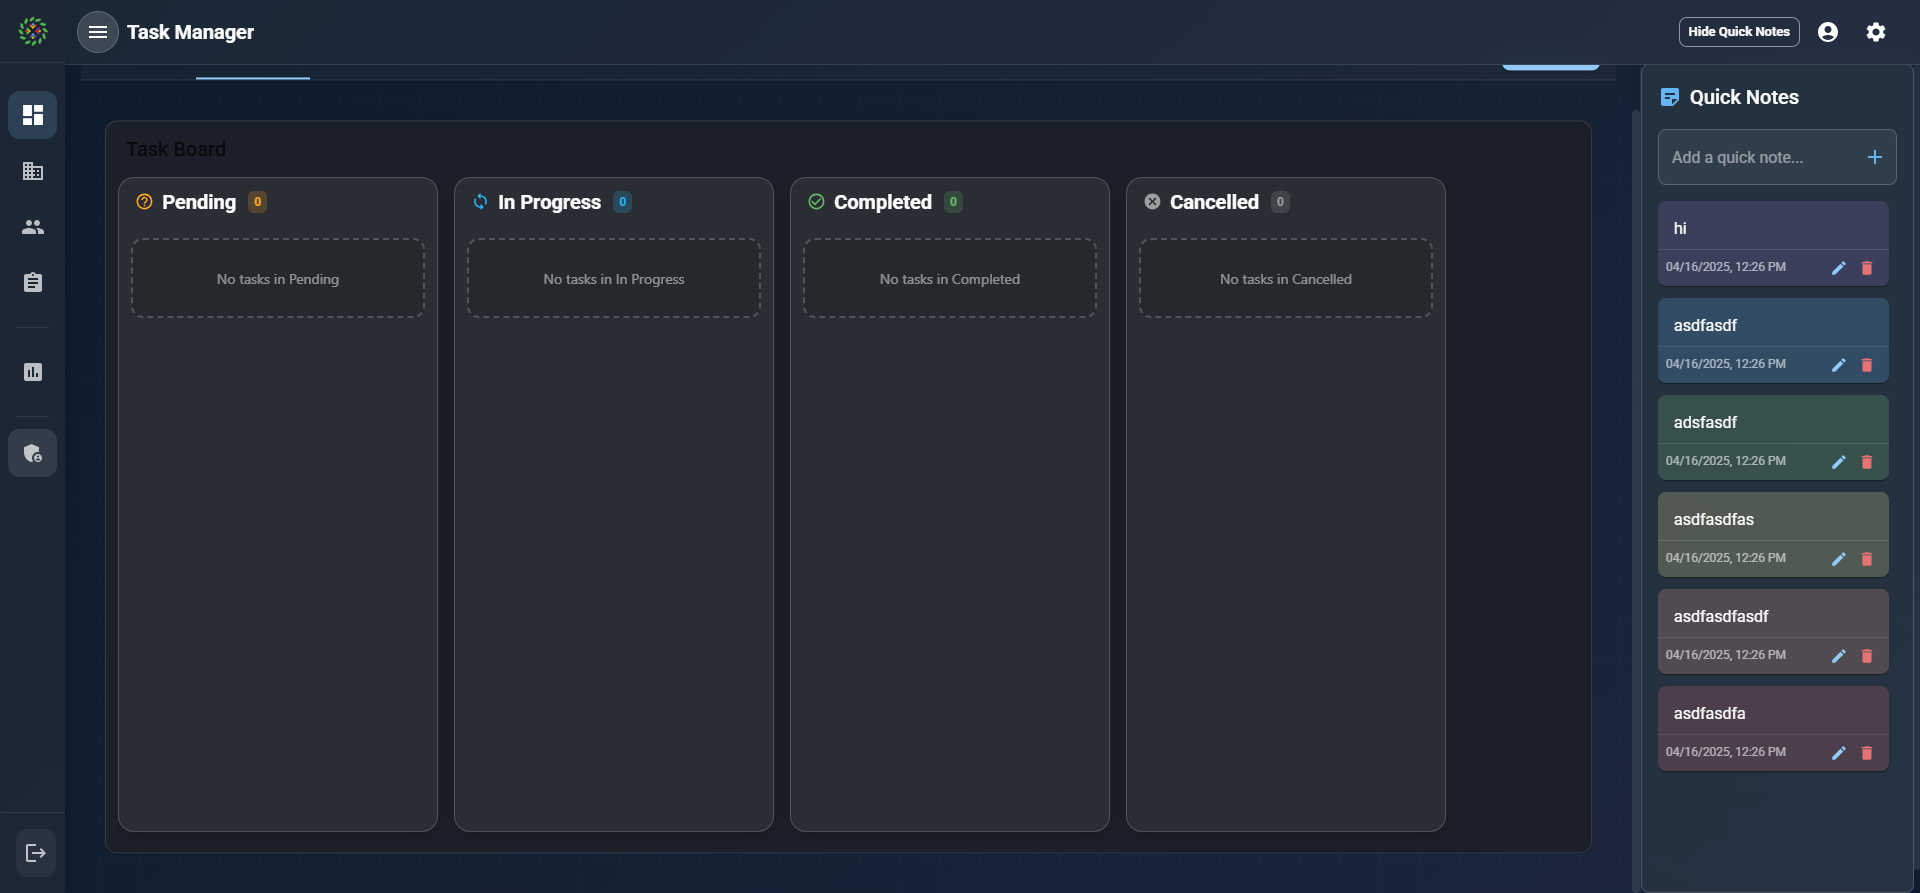 Task Manager
Hide Quick Notes
Task Board
Pending 0
No tasks in Pending
In Progress 0
No tasks in In Progress
Completed 0
No tasks in Completed
Cancelled 0
No tasks in Cancelled
Quick Notes
Add a quick note...
hi
04/16/2025, 12:26 PM
asdfasdf
04/16/2025, 12:26 PM
adsfasdf
04/16/2025, 12:26 PM
asdfasdfas
04/16/2025, 12:26 PM
asdfasdfasdf
04/16/2025, 12:26 PM
asdfasdfa
04/16/2025, 12:26 PM